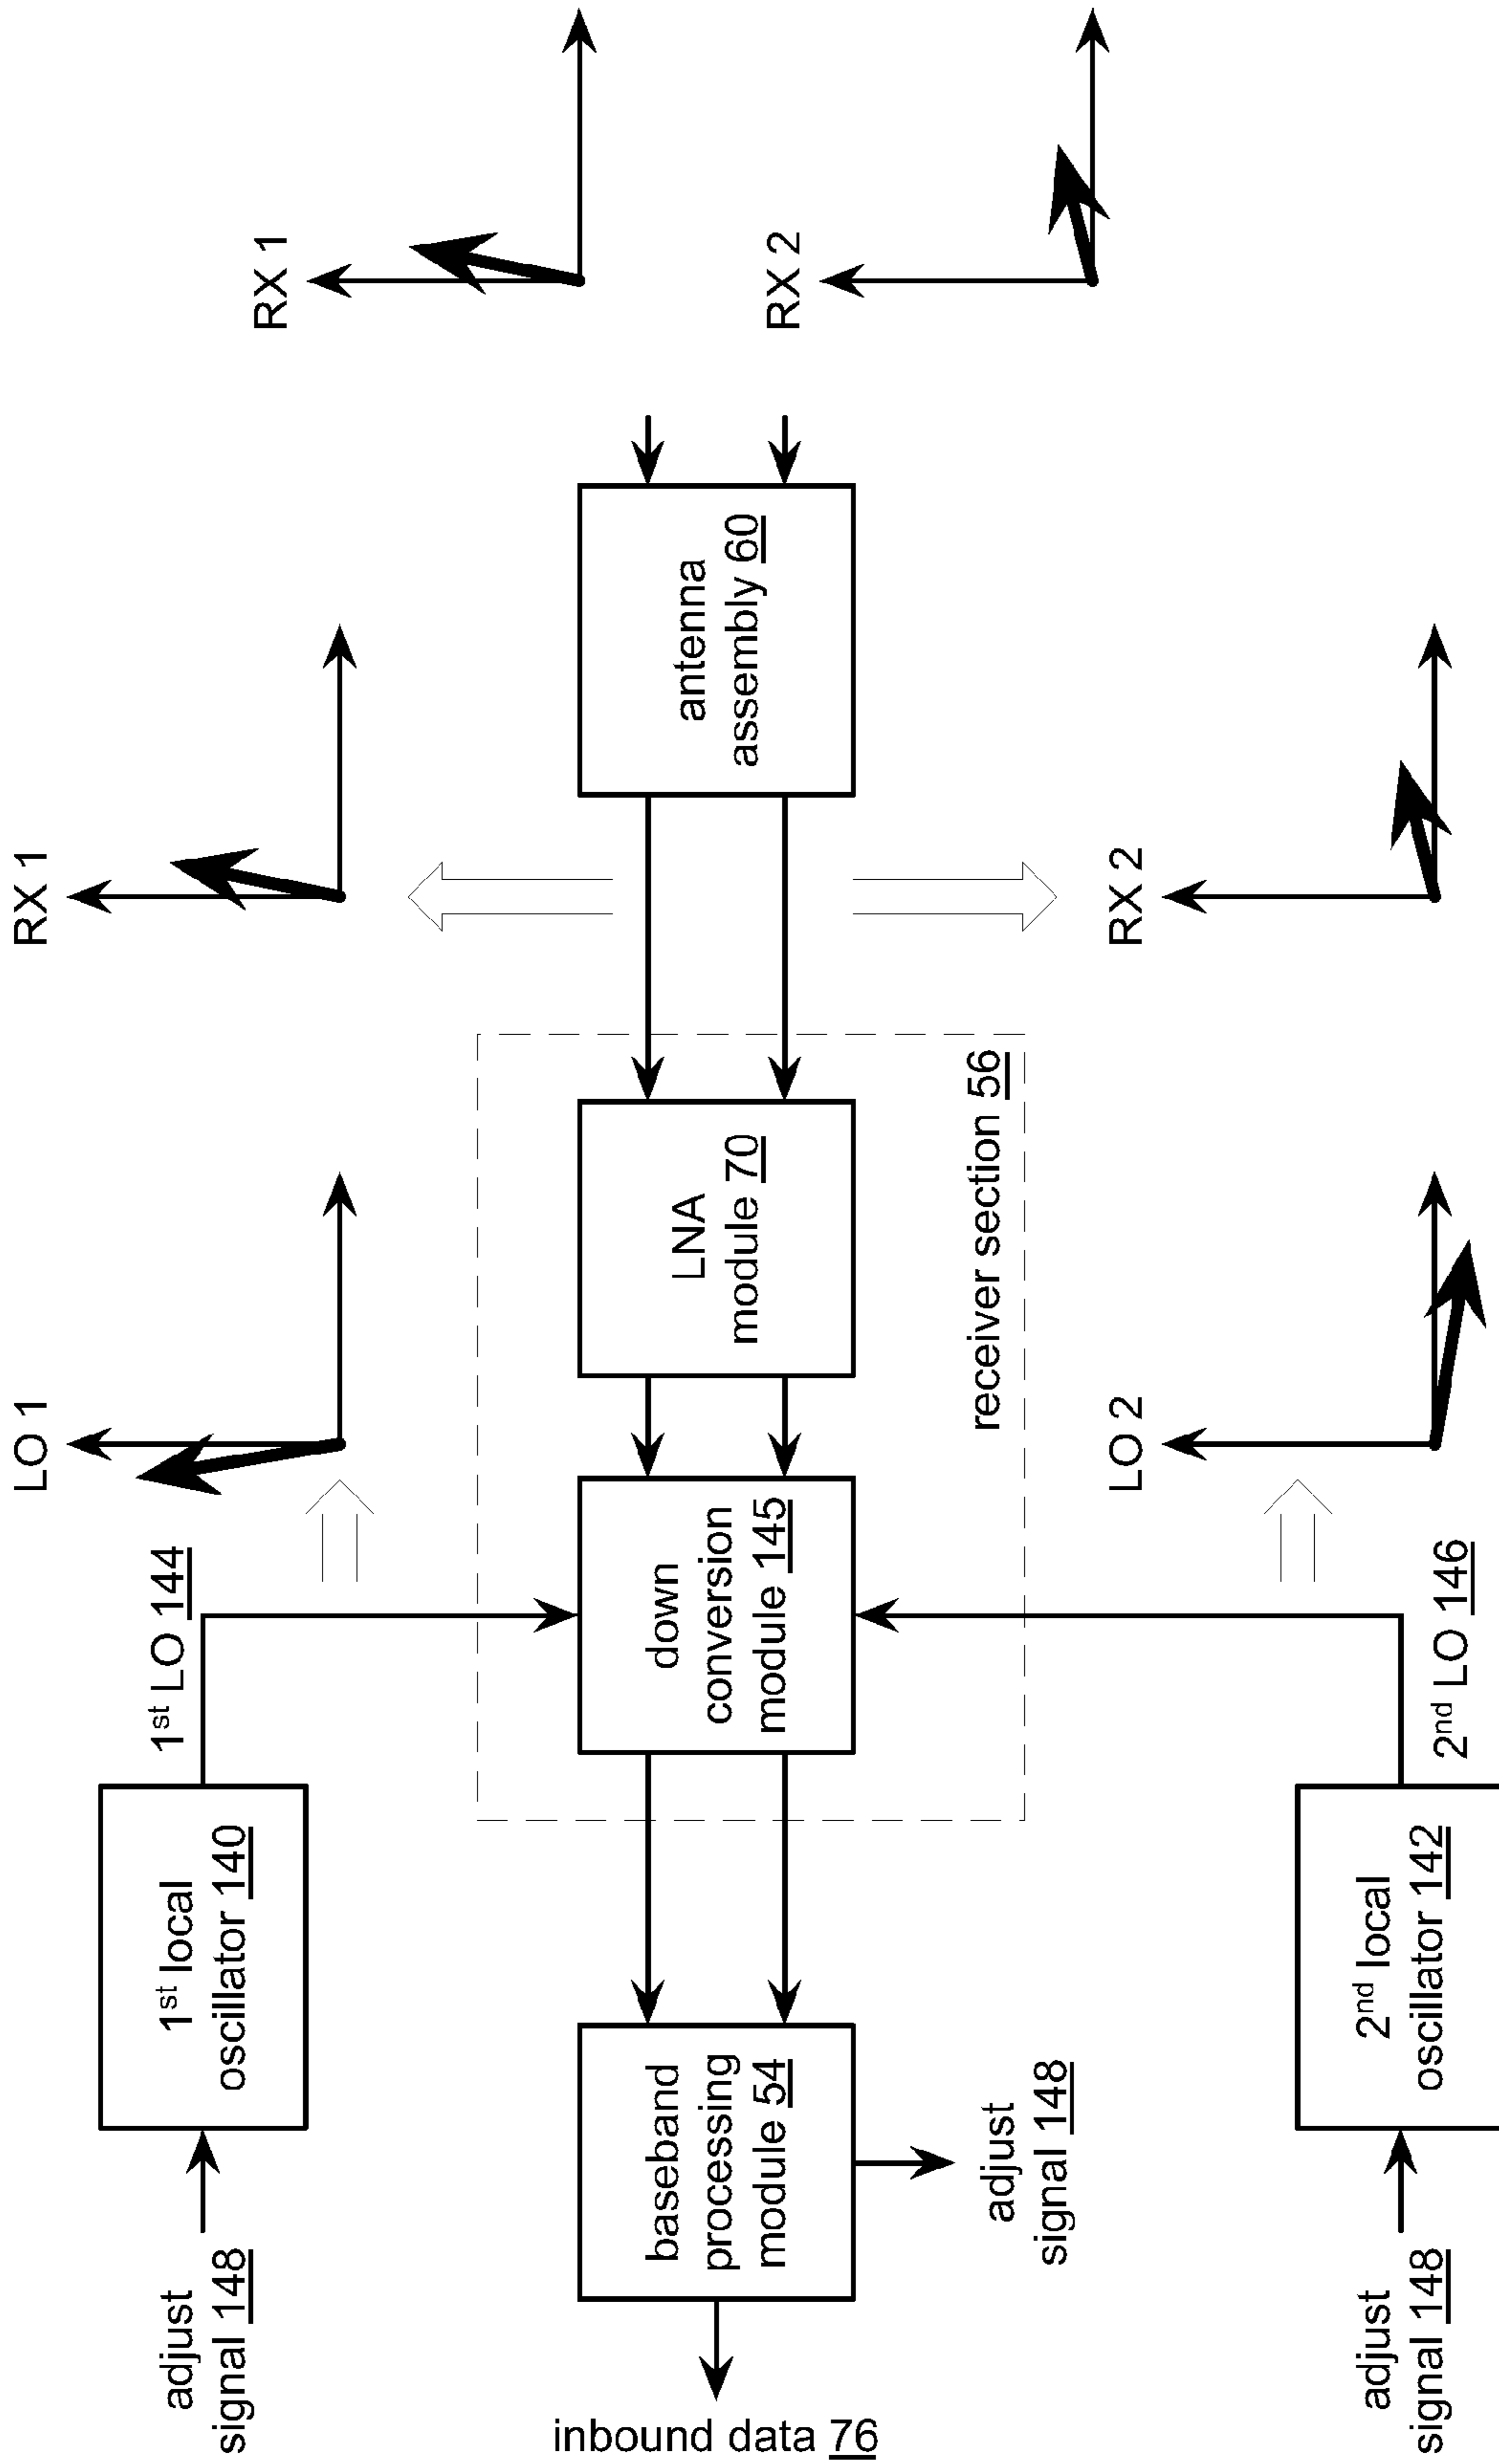 adjust
signal 148
1st local
oscillator 140
1st LO 144
LO 1
RX 1
RX 1
inbound data 76
baseband
processing
module 54
adjust
signal 148
down
conversion
module 145
LNA
module 70
receiver section 56
antenna
assembly 60
RX 2
adjust
signal 148
2nd local
oscillator 142
2nd LO 146
LO 2
RX 2